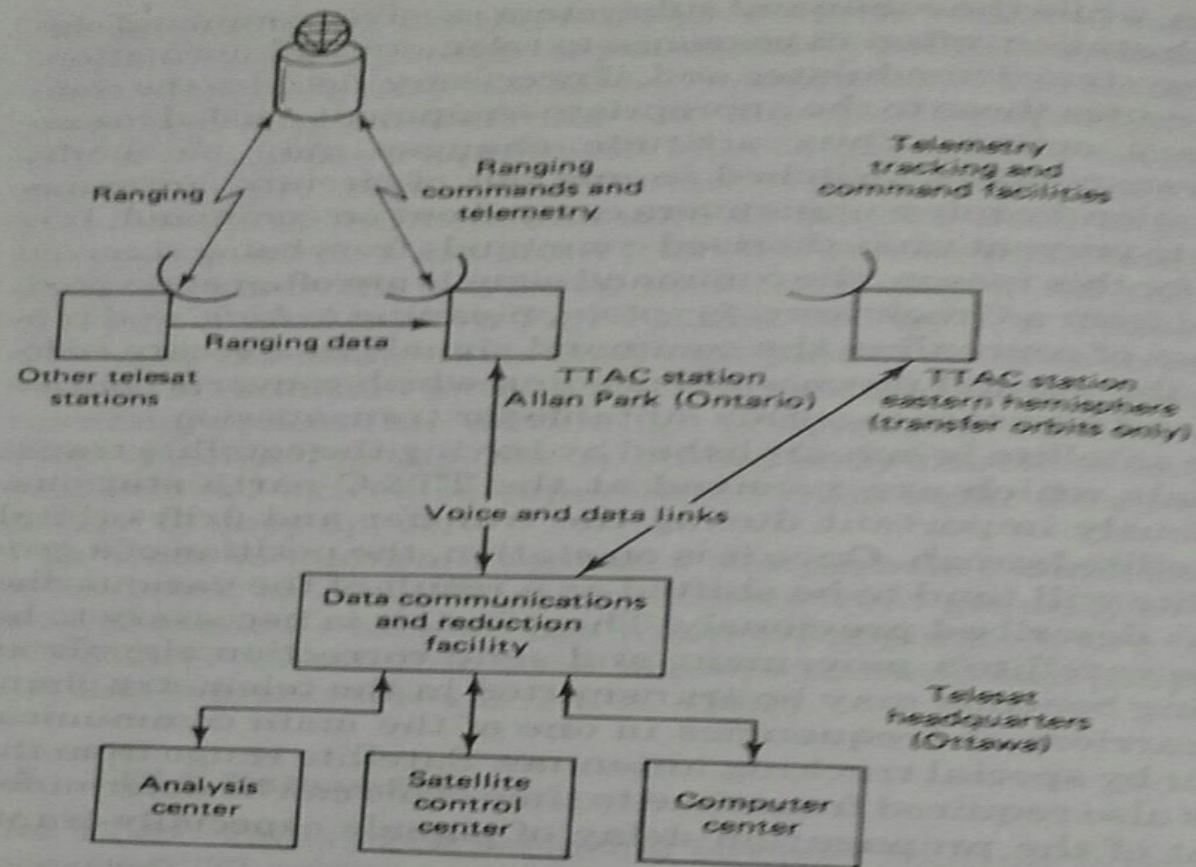 Ranging
Ranging
commands and
telemetry
Telemetry
tracking and
command facilities
Ranging data
Other telesat
stations
TTAC station
Allan Park (Ontario)
TTAC station
eastern hemisphere
(transfer orbits only)
Voice and data links
Data communications
and reduction
facility
Telesat
headquarters
(Ottawa)
Analysis
center
Satellite
control
center
Computer
center